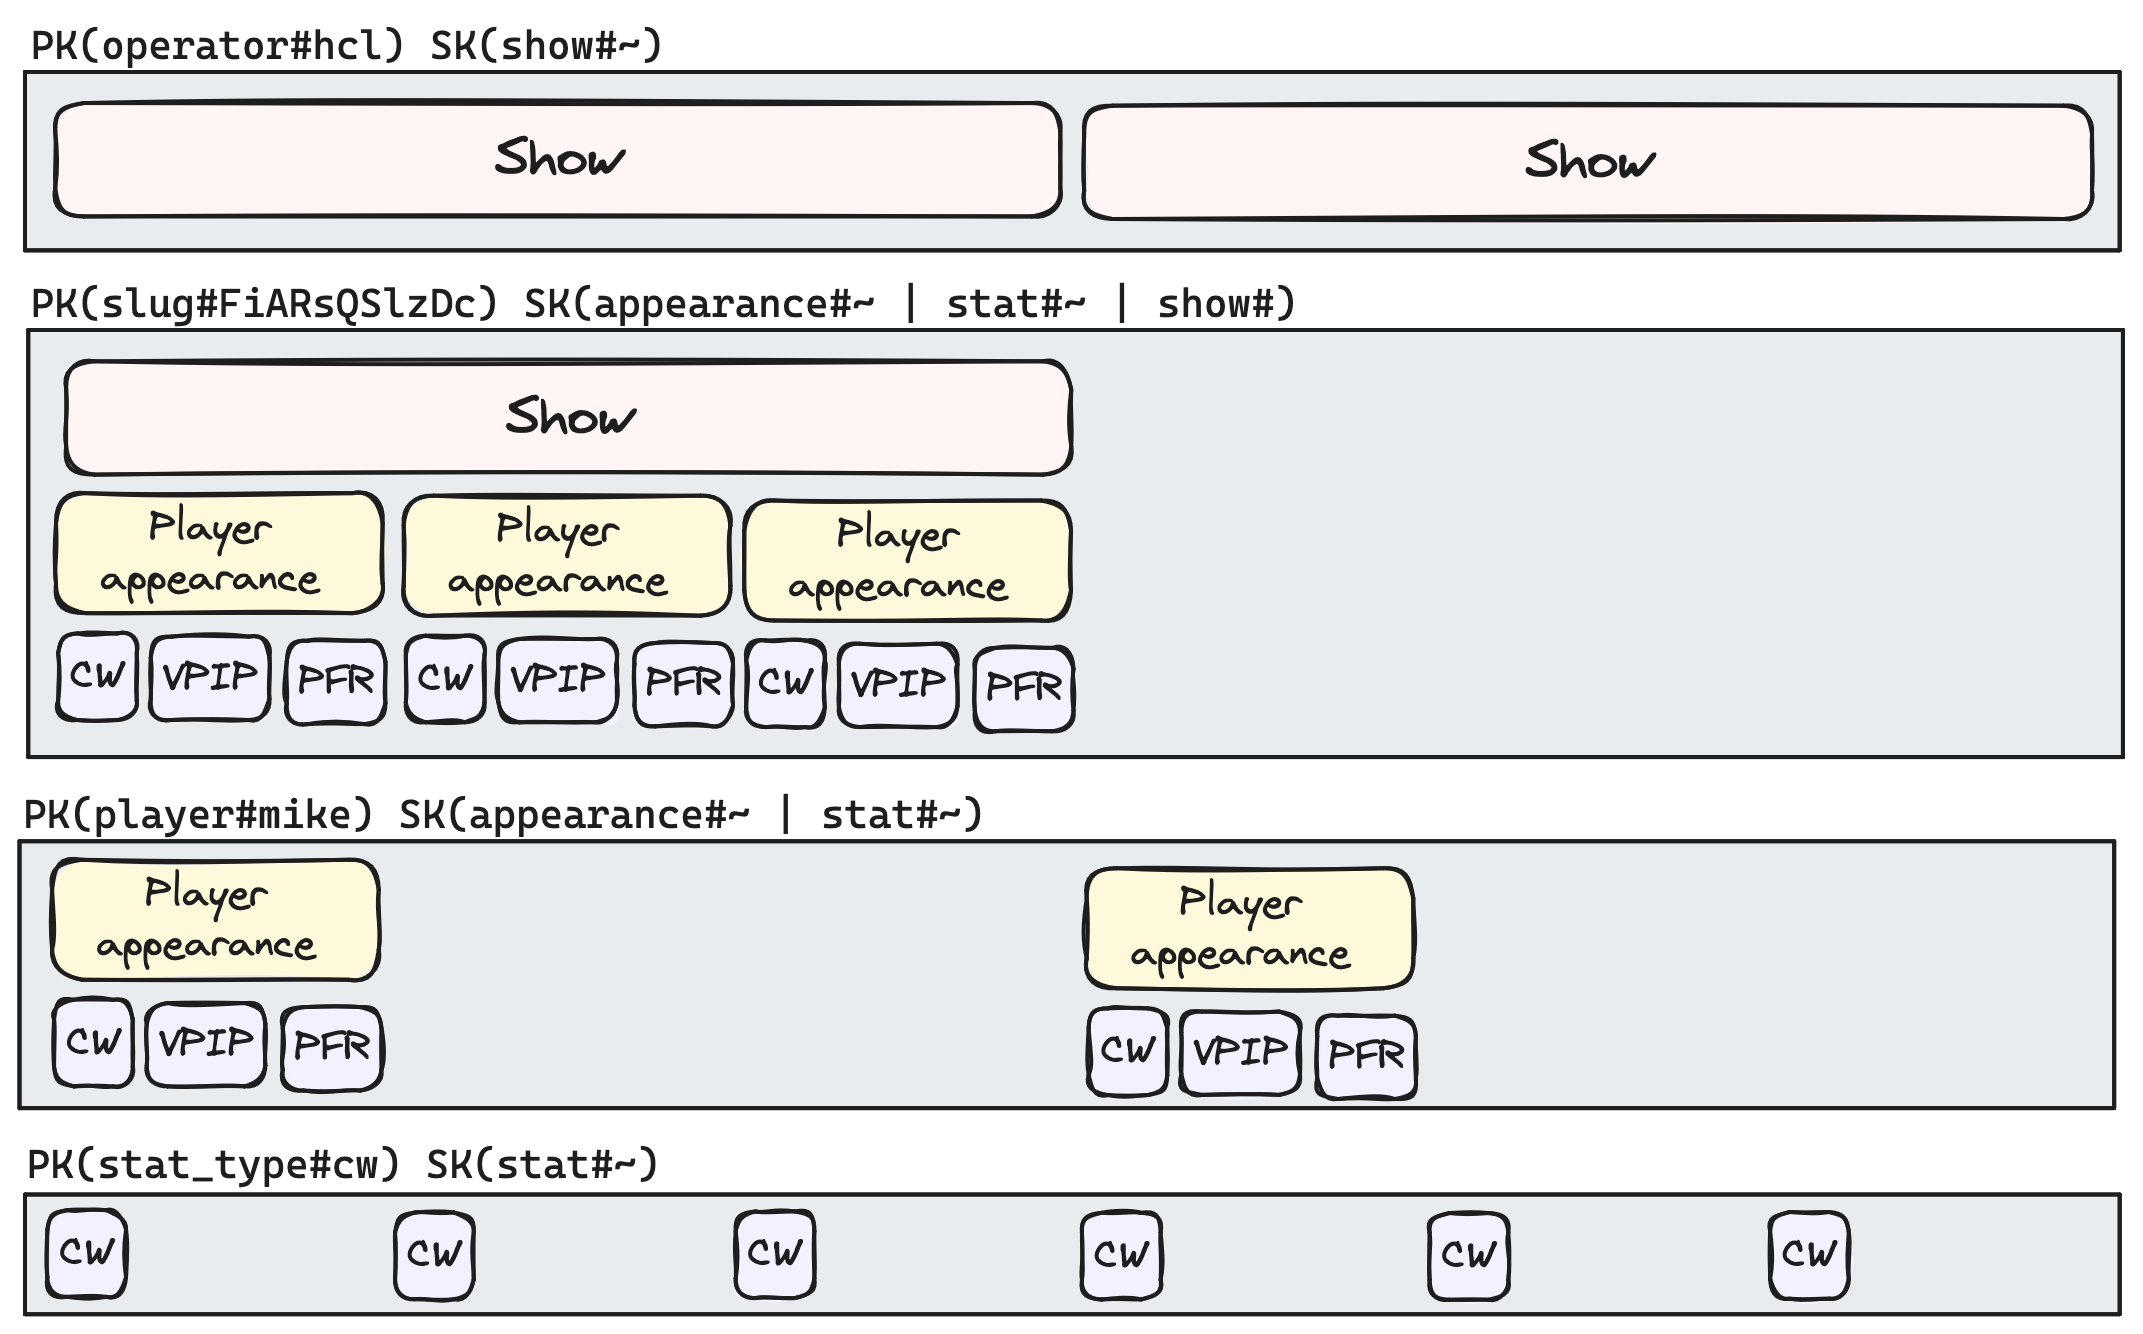 PK(operator#hcl) SK(show#~)
Show Show
PK(slug#FiARsQSlzDc) SK(appearance#~ | stat#~ | show#)
Show
Player Player Player
appearance appearance appearance
CW VPIP PFR CW VPIP PFR CW VPIP PFR
PK(player#mike) SK(appearance#~ | stat#~)
Player Player
appearance appearance
CW VPIP PFR CW VPIP PFR
PK(stat_type#cw) SK(stat#~)
CW CW CW CW CW CW